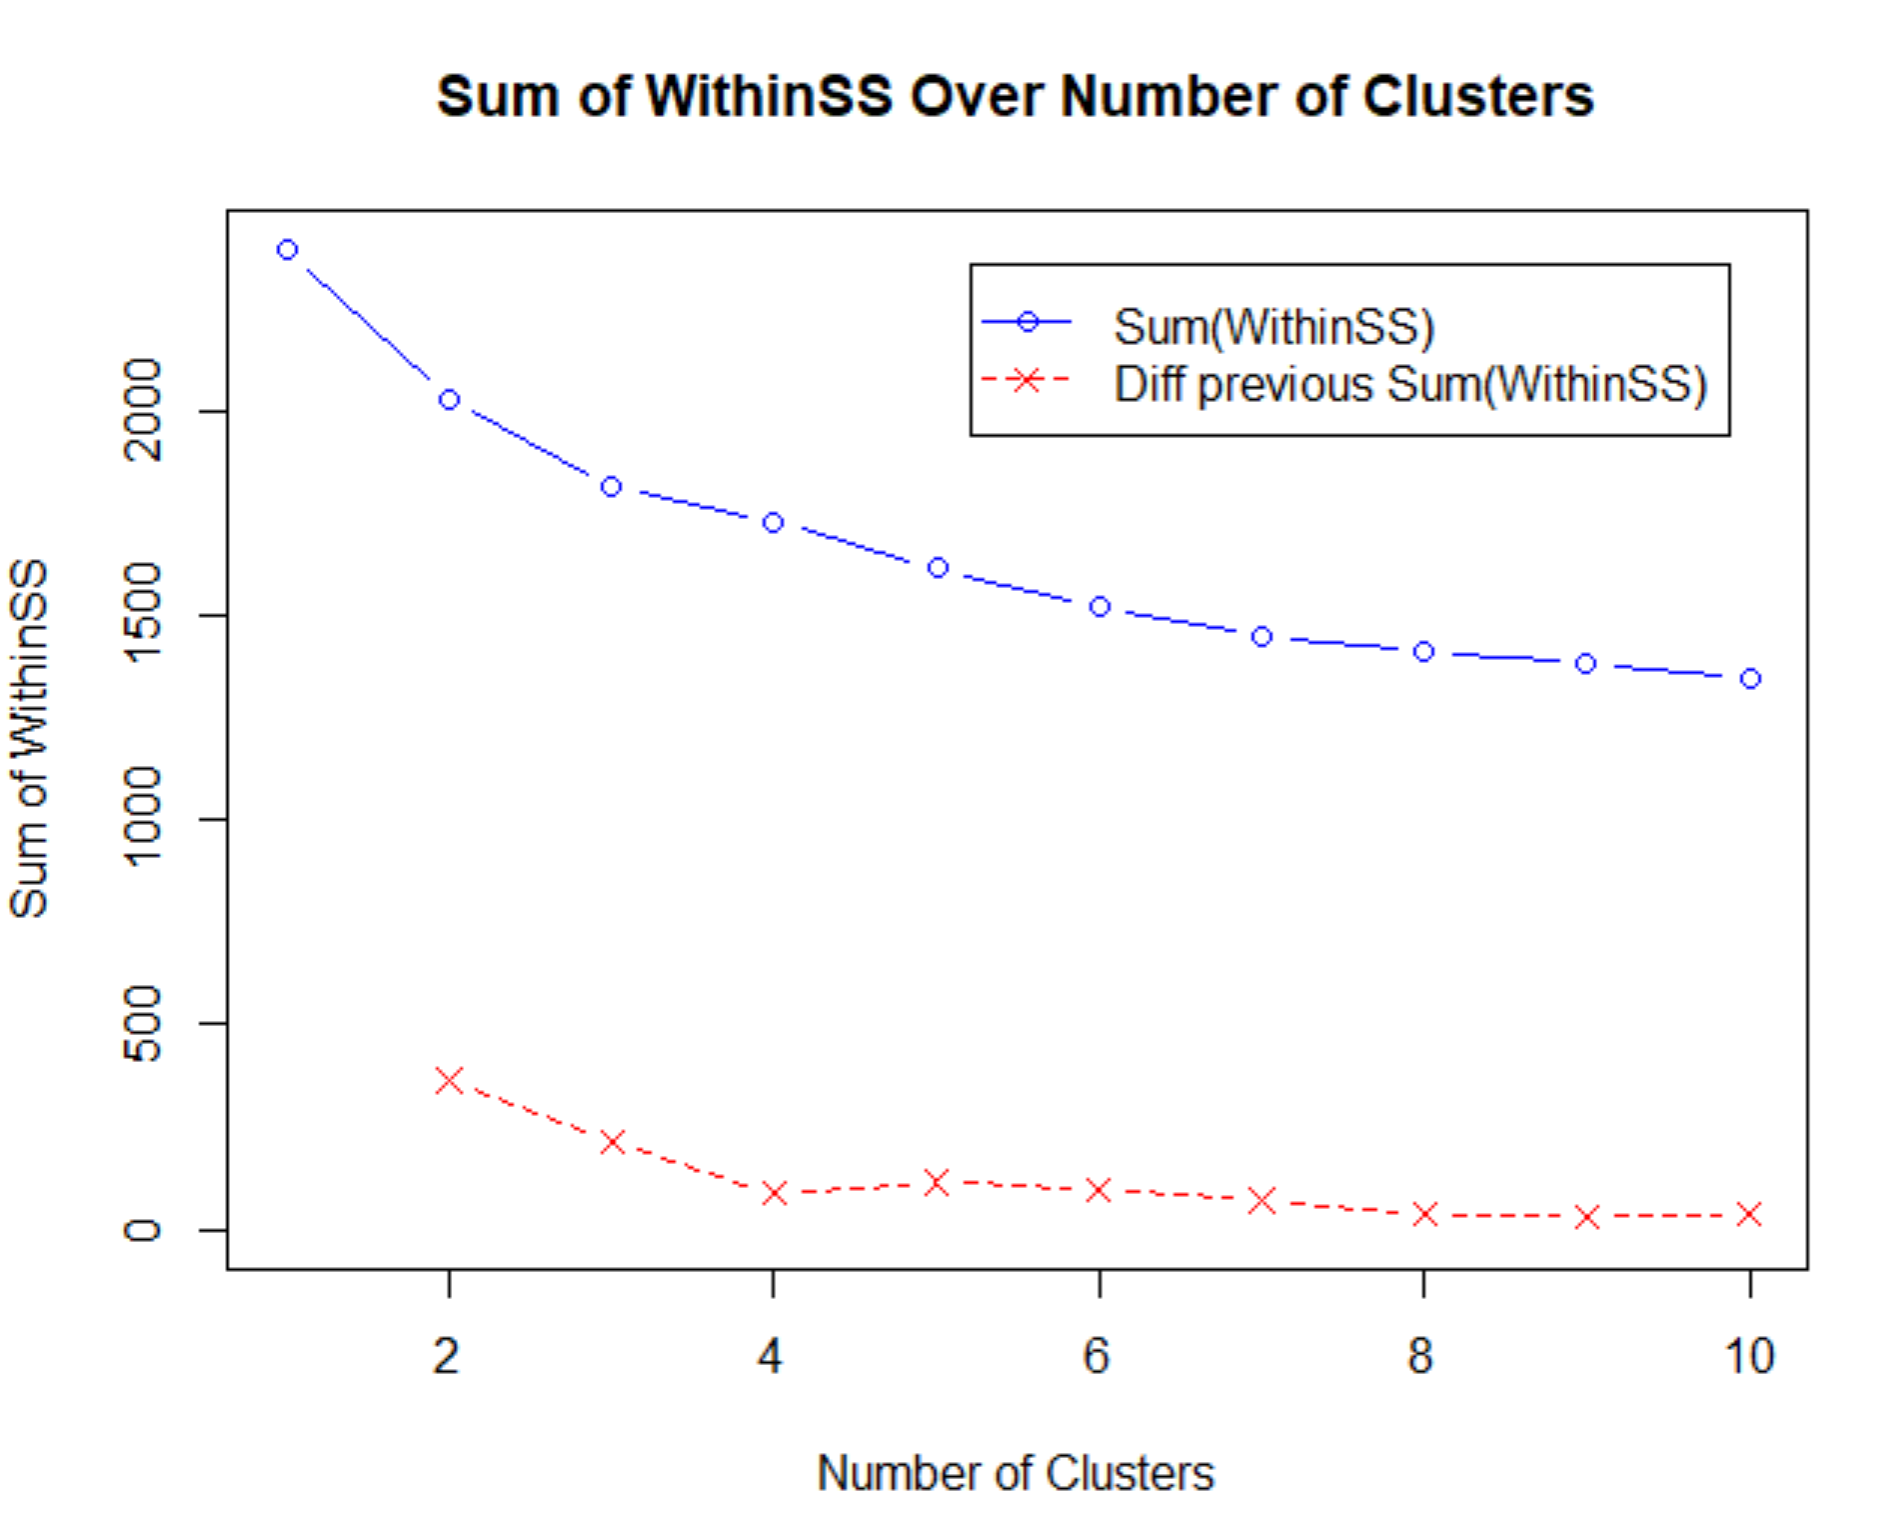 Sum of WithinSS Over Number of Clusters
Sum(WithinSS)
Diff previous Sum(WithinSS)
Sum of WithinSS
2000
1500
1000
500
0
2
4
6
8
10
Number of Clusters